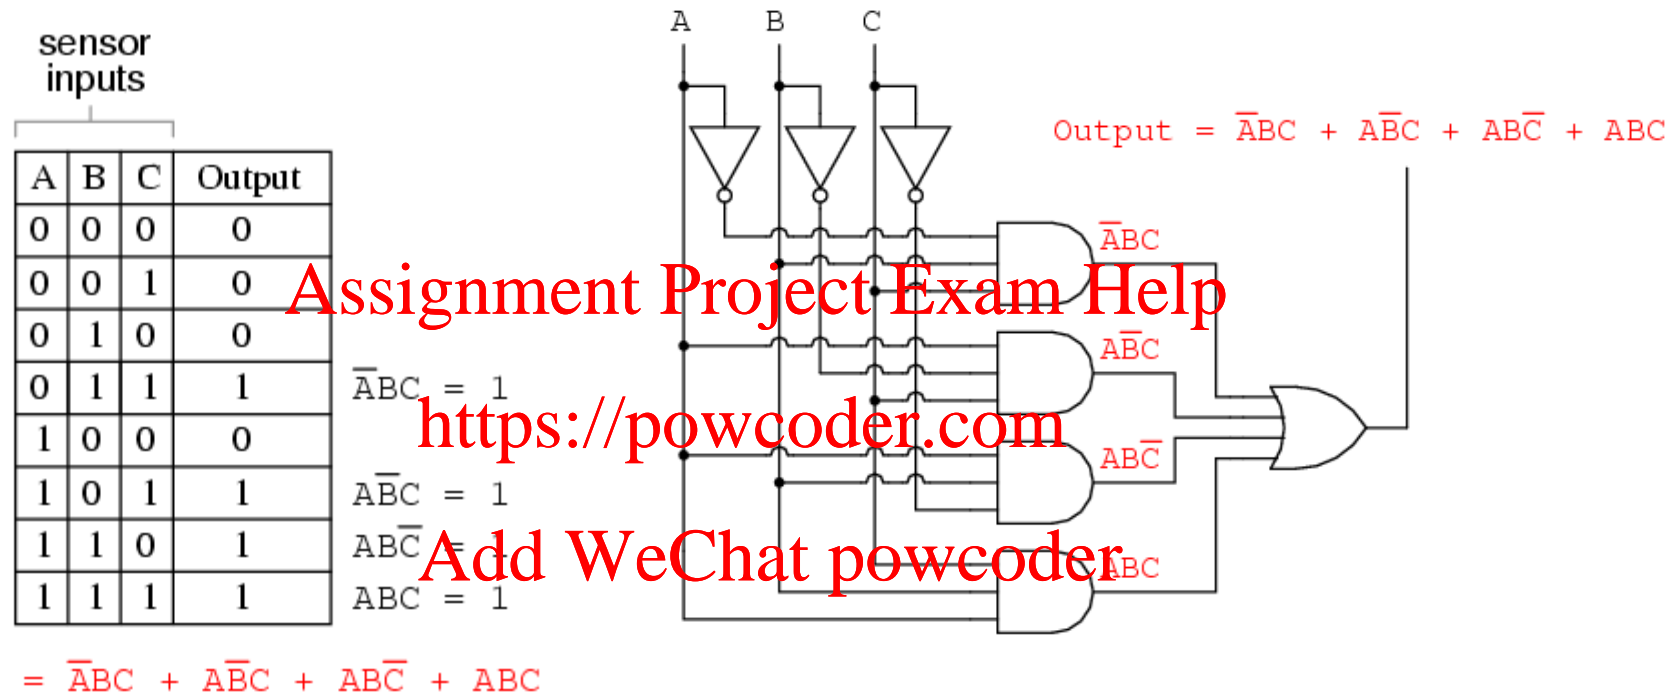 sensor
inputs
A B C Output
0 0 0 0
0 0 1 0
0 1 0 0
0 1 1 1 A̅BC = 1
1 0 0 0
1 0 1 1 AB̅C = 1
1 1 0 1 ABC̅ = 1
1 1 1 1 ABC = 1
= A̅BC + AB̅C + ABC̅ + ABC
A B C
Output = A̅BC + AB̅C + ABC̅ + ABC
A̅BC
AB̅C
ABC̅
ABC
Assignment Project Exam Help
https://powcoder.com
Add WeChat powcoder